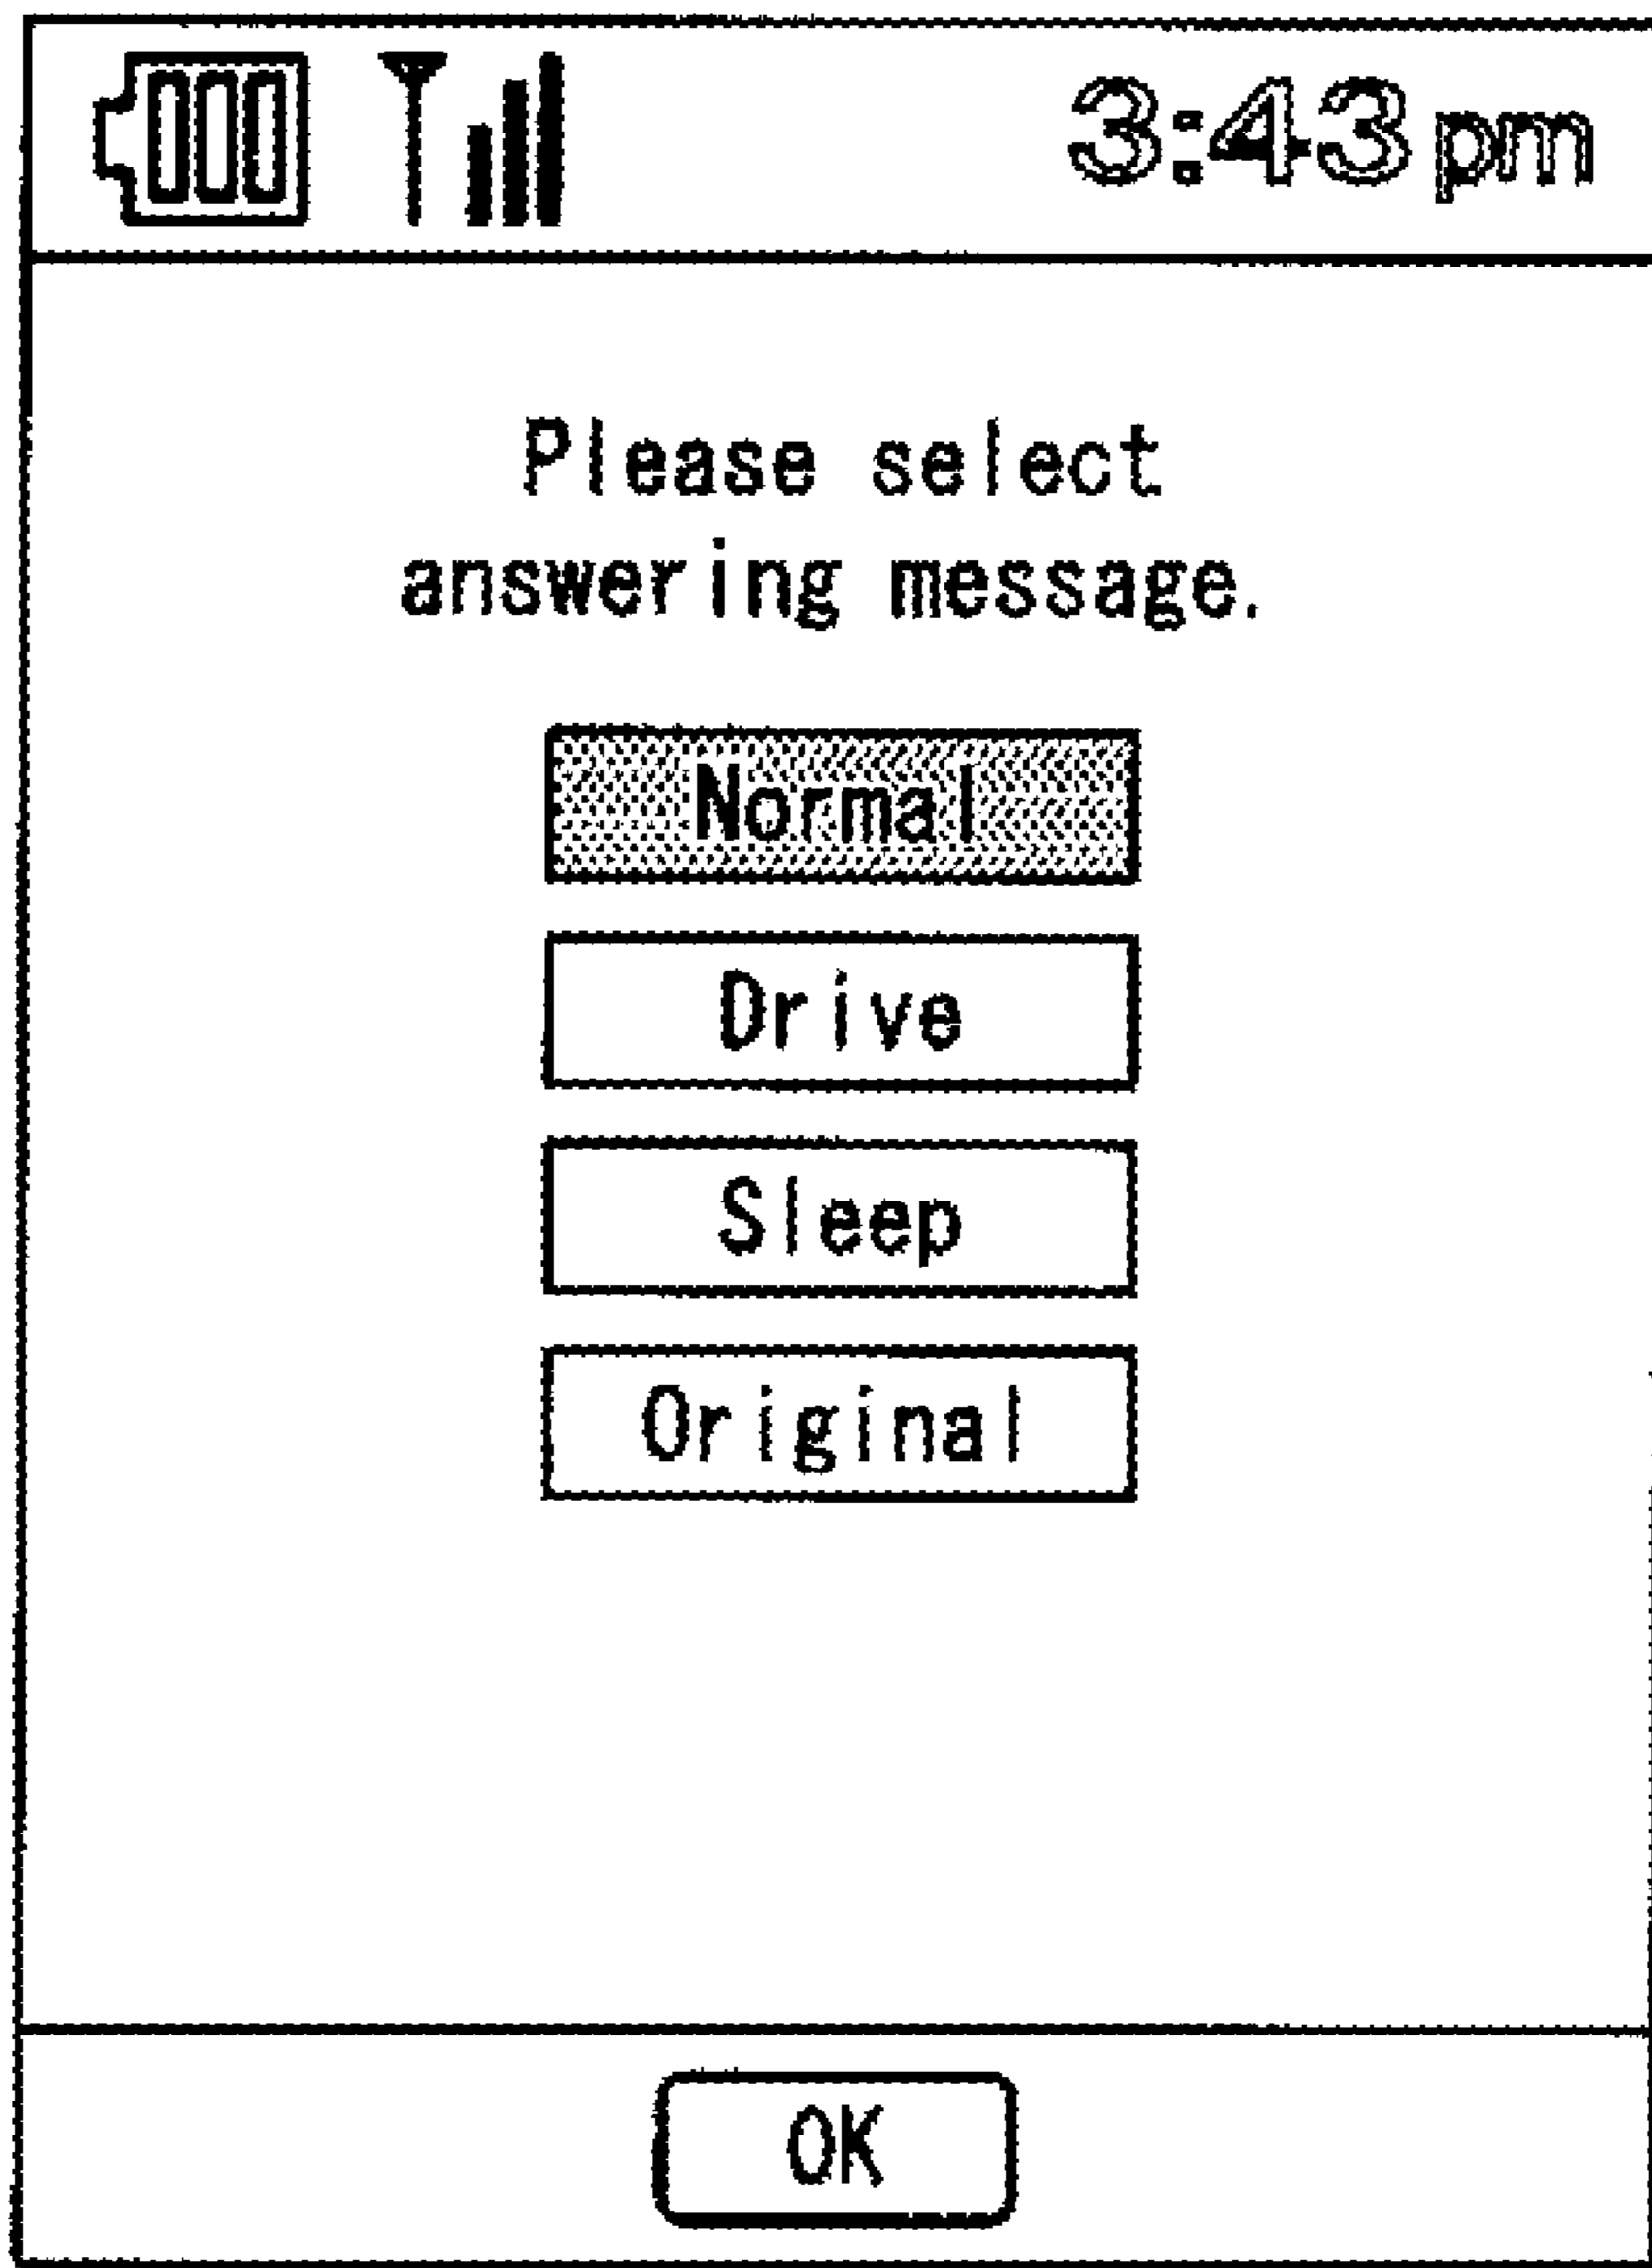 3:43 pm
Please select
answering message.
Normal
Drive
Sleep
Original
OK